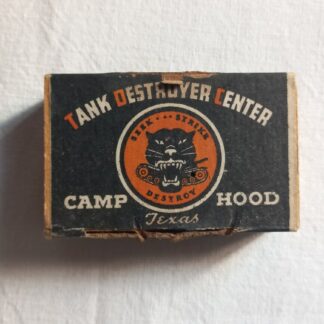 TANK DESTROYER CENTER
SEEK STRIKE
DESTROY
CAMP HOOD
Texas